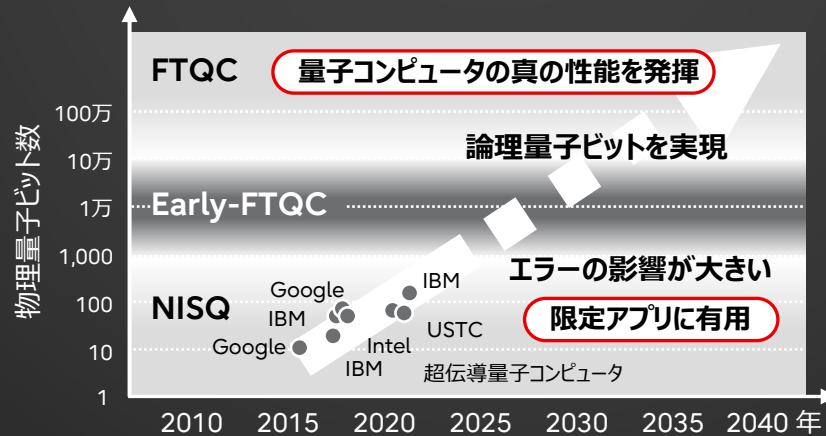 FTQC
量子コンピュータの真の性能を発揮
論理量子ビットを実現
Early-FTQC
エラーの影響が大きい
NISQ
限定アプリに有用
Google
IBM
IBM
Google
USTC
Intel
IBM
超伝導量子コンピュータ
物理量子ビット数
100万
10万
1万
1,000
100
10
1
2010 2015 2020 2025 2030 2035 2040 年